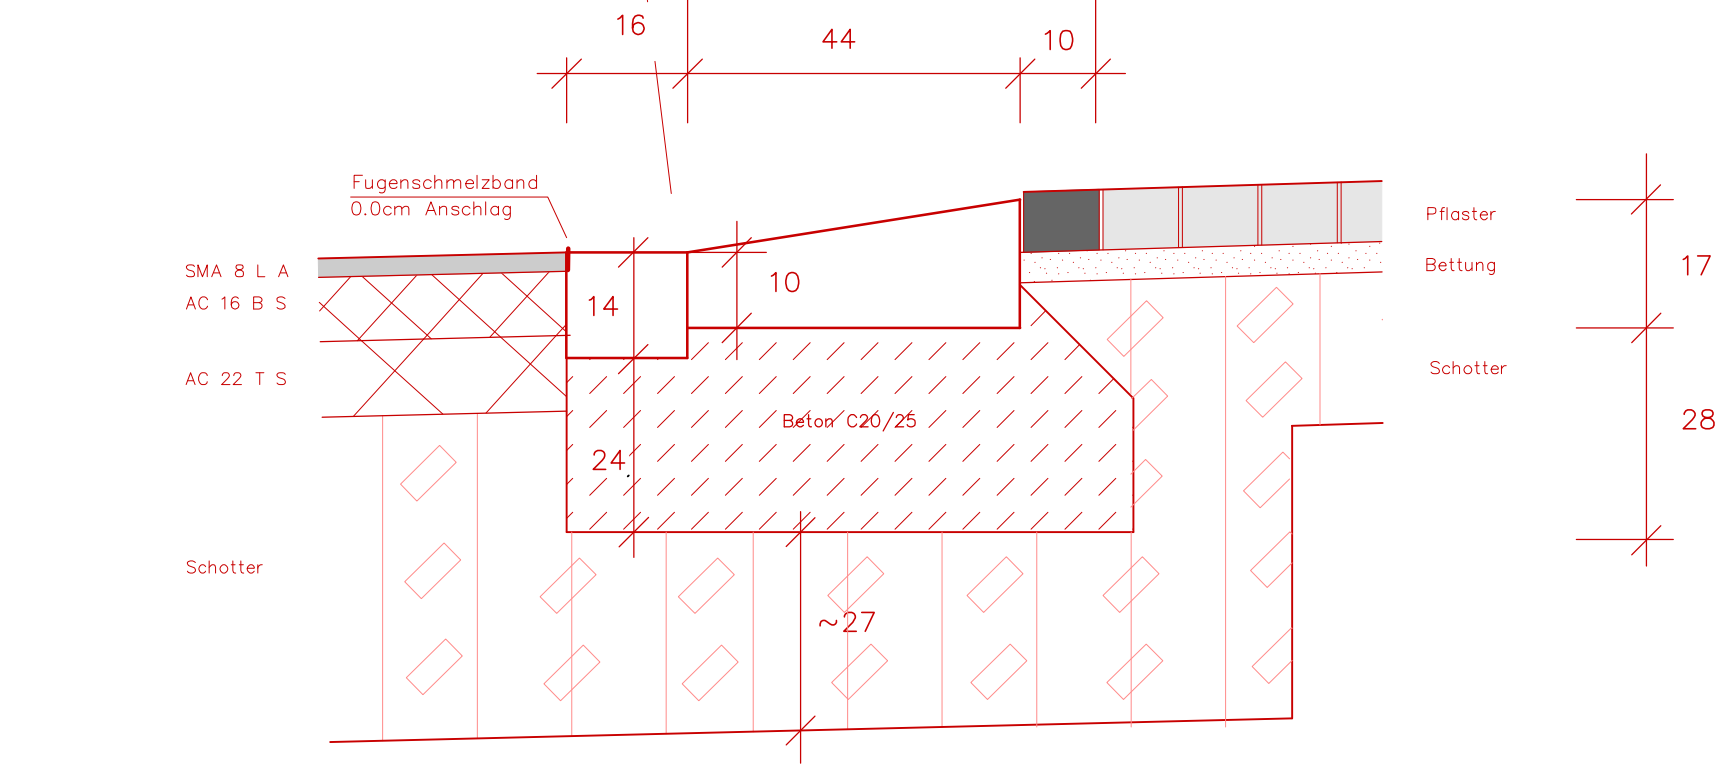 16
44
10
Fugenschmelzband
0.0cm Anschlag
Pflaster
SMA 8 L A
Bettung
17
10
AC 16 B S
14
Schotter
AC 22 T S
Beton C20/25
28
24
Schotter
~27